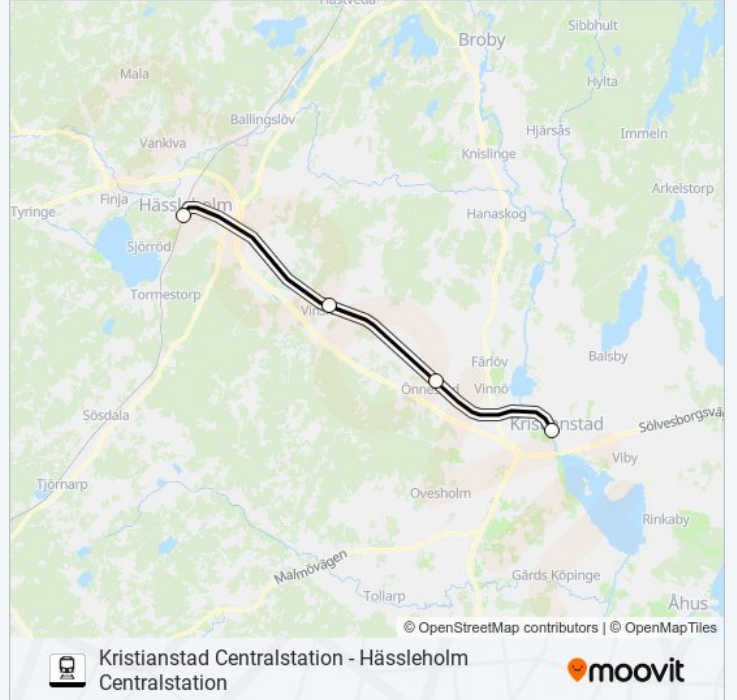 Hästveda
Sibbhult
Broby
Mala
Hylta
Ballingslöv
Hjärsås
Immeln
Vankiva
Knislinge
Arkelstorp
Finja
Hässleholm
Tyringe
Hanaskog
Sjörröd
Tormestorp
Vinslöv
Färlöv
Balsby
Önnestad
Vinnö
Sösdala
Kristianstad
Sölvesborgsvä
Viby
Tjörnarp
Ovesholm
Rinkaby
Malmövägen
Gärds Köpinge
Tollarp
Åhus
© OpenStreetMap contributors | © OpenMapTiles
Kristianstad Centralstation - Hässleholm
Centralstation
moovit